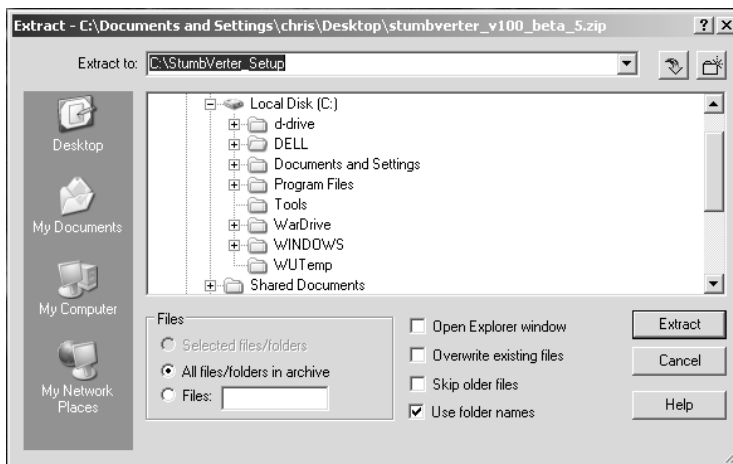 Extract - C:\Documents and Settings\chris\Desktop\stumbverter_v100_beta_5.zip
Extract to: C:\StumbVerter_Setup
Desktop
My Documents
My Computer
My Network
Places
Local Disk (C:)
d-drive
DELL
Documents and Settings
Program Files
Tools
WarDrive
WINDOWS
WUTemp
Shared Documents
Files
Selected files/folders
All files/folders in archive
Files:
Open Explorer window
Overwrite existing files
Skip older files
Use folder names
Extract
Cancel
Help